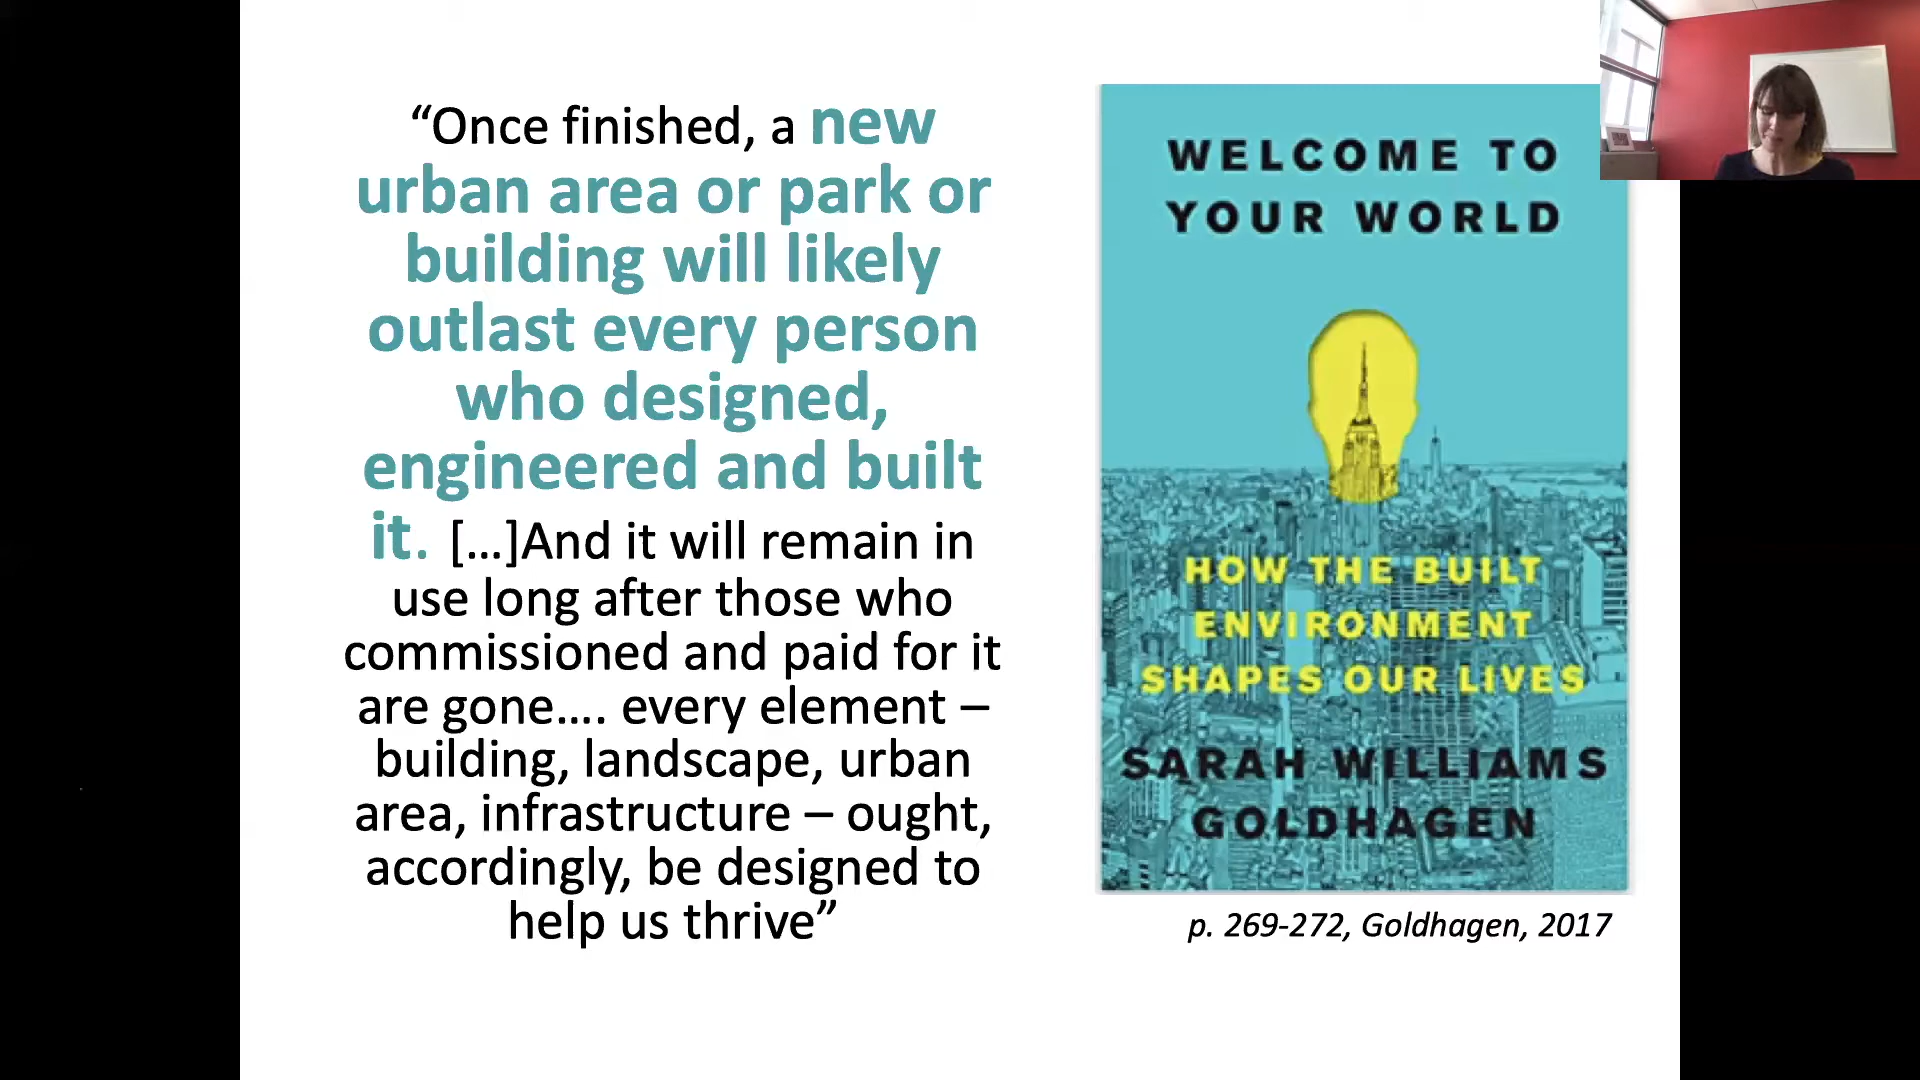 “Once finished, a new
urban area or park or
building will likely
outlast every person
who designed,
engineered and built
it. [...]And it will remain in
use long after those who
commissioned and paid for it
are gone.... every element –
building, landscape, urban
area, infrastructure – ought,
accordingly, be designed to
help us thrive”
WELCOME TO
YOUR WORLD
HOW THE BUILT
ENVIRONMENT
SHAPES OUR LIVES
SARAH WILLIAMS
GOLDHAGEN
p. 269-272, Goldhagen, 2017